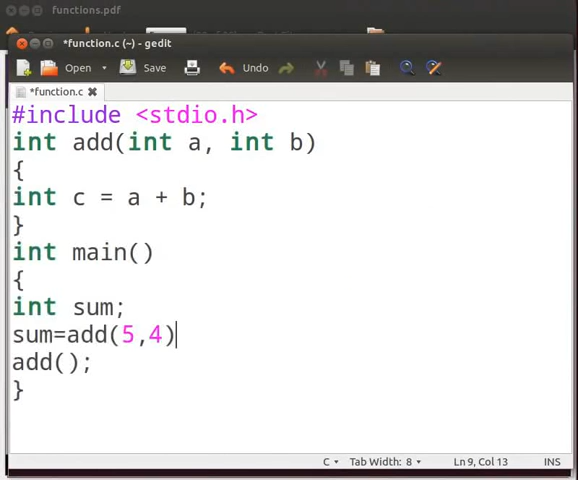 functions.pdf
*function.c (~) - gedit
Open Save Undo
*function.c
#include <stdio.h>
int add(int a, int b)
{
int c = a + b;
}
int main()
{
int sum;
sum=add(5,4)
add();
}
C Tab Width: 8 Ln 9, Col 13 INS